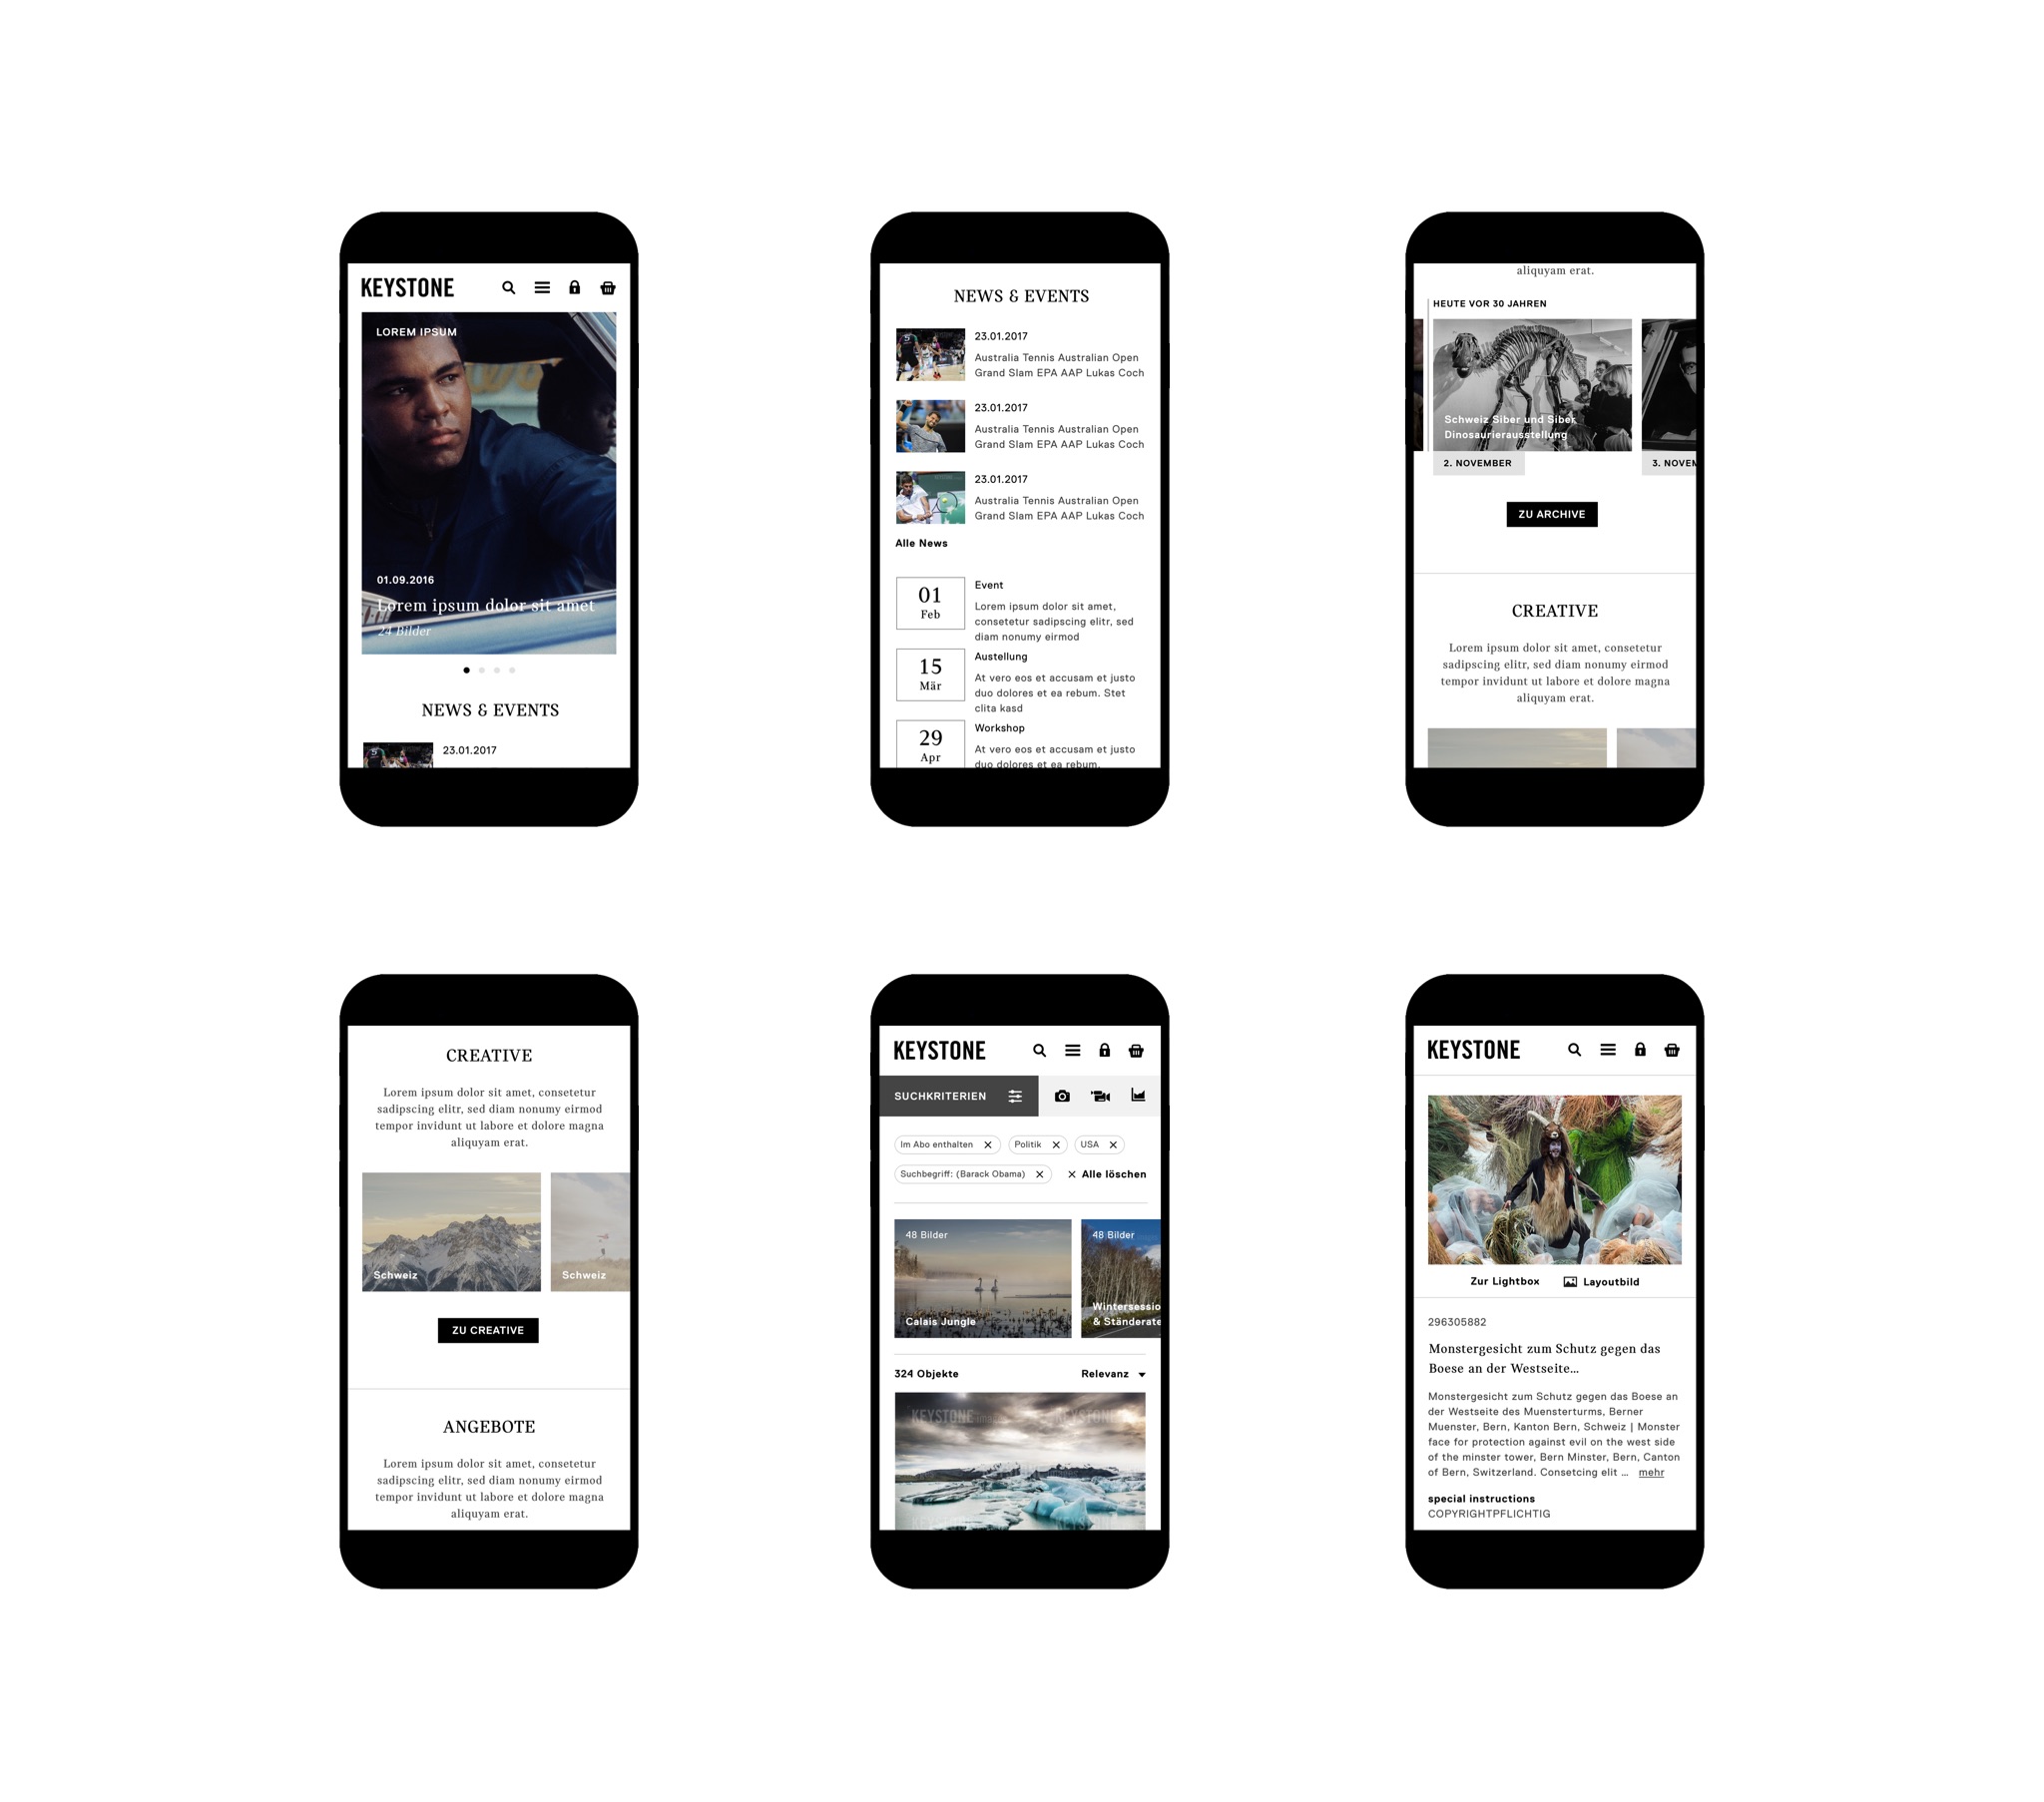 KEYSTONE
LOREM IPSUM
01.09.2016
Lorem ipsum dolor sit amet
24 Bilder
NEWS & EVENTS
23.01.2017
NEWS & EVENTS
23.01.2017
Australia Tennis Australian Open
Grand Slam EPA AAP Lukas Coch
23.01.2017
Australia Tennis Australian Open
Grand Slam EPA AAP Lukas Coch
23.01.2017
Australia Tennis Australian Open
Grand Slam EPA AAP Lukas Coch
Alle News
01
Feb
Event
Lorem ipsum dolor sit amet,
consetetur sadipscing elitr, sed
diam nonumy eirmod
15
Mär
Austellung
At vero eos et accusam et justo
duo dolores et ea rebum. Stet
clita kasd
29
Apr
Workshop
At vero eos et accusam et justo
duo dolores et ea rebum.
aliquyam erat.
HEUTE VOR 30 JAHREN
Schweiz Siber und Siber
Dinosaurierausstellung
2. NOVEMBER
3. NOVEM
ZU ARCHIVE
CREATIVE
Lorem ipsum dolor sit amet, consetetur
sadipscing elitr, sed diam nonumy eirmod
tempor invidunt ut labore et dolore magna
aliquyam erat.
CREATIVE
Lorem ipsum dolor sit amet, consetetur
sadipscing elitr, sed diam nonumy eirmod
tempor invidunt ut labore et dolore magna
aliquyam erat.
Schweiz
Schweiz
ZU CREATIVE
ANGEBOTE
Lorem ipsum dolor sit amet, consetetur
sadipscing elitr, sed diam nonumy eirmod
tempor invidunt ut labore et dolore magna
aliquyam erat.
KEYSTONE
SUCHKRITERIEN
Im Abo enthalten
Politik
USA
Suchbegriff: (Barack Obama)
Alle löschen
48 Bilder
Calais Jungle
48 Bilder
Wintersessio
& Ständerate
324 Objekte
Relevanz
KEYSTONE
KEYSTONE
Zur Lightbox
Layoutbild
296305882
Monstergesicht zum Schutz gegen das
Boese an der Westseite...
Monstergesicht zum Schutz gegen das Boese an
der Westseite des Muensterturms, Berner
Muenster, Bern, Kanton Bern, Schweiz | Monster
face for protection against evil on the west side
of the minster tower, Bern Minster, Bern, Canton
of Bern, Switzerland. Consetcing elit ... mehr
special instructions
COPYRIGHTPFLICHTIG